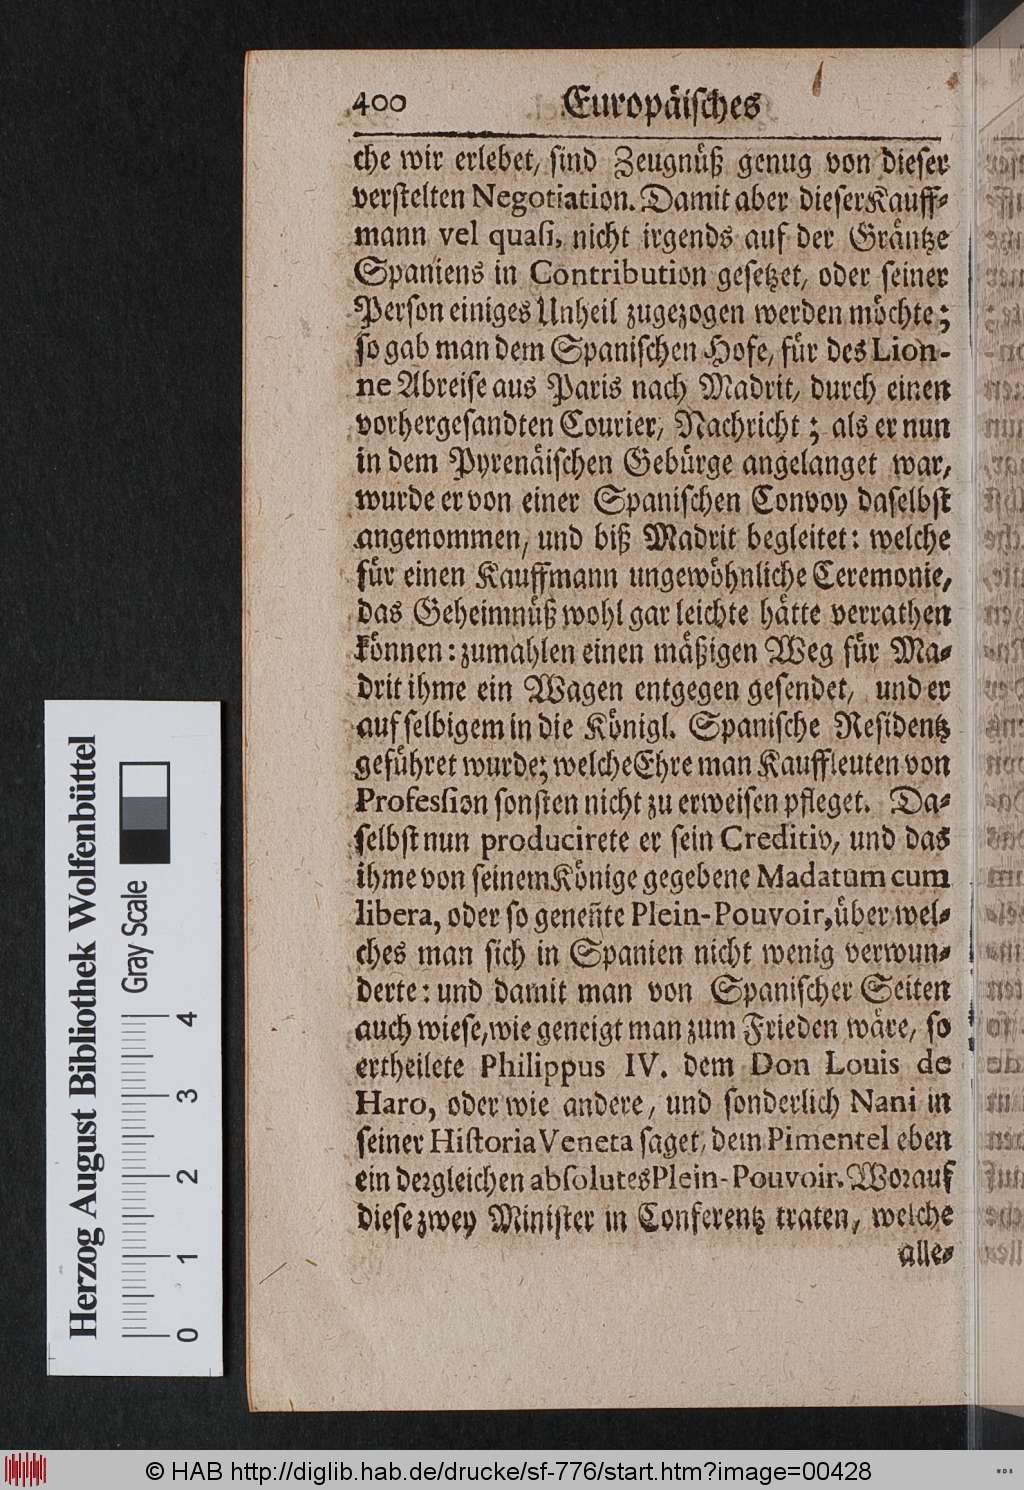 400 Europäisches
che wir erlebet, sind Zeugnüß genug von dieser
verstelten Negotiation. Damit aber dieser Kauff-
mann vel quasi, nicht irgends auf der Gräntze
Spaniens in Contribution gesetzet, oder seiner
Person einiges Unheil zugezogen werden möchte;
so gab man dem Spanischen Hofe, für des Lion-
ne Abreise aus Paris nach Madrit, durch einen
vorhergesandten Courier, Nachricht; als er nun
in dem Pyrenäischen Gebürge angelanget war,
wurde er von einer Spanischen Convoy daselbst
angenommen, und biß Madrit begleitet: welche
für einen Kauffmann ungewöhnliche Ceremonie,
das Geheimnüß wohl gar leichte hätte verrathen
können: zumahlen einen mäßigen Weg für Ma-
drit ihme ein Wagen entgegen gesendet, und er
auf selbigem in die Königl. Spanische Residentz
geführet wurde; welche Ehre man Kauffleuten von
Profession sonsten nicht zu erweisen pfleget. Da-
selbst nun producirete er sein Creditiv, und das
ihme von seinem Könige gegebene Madatum cum
libera, oder so geneñte Plein-Pouvoir, über wel-
ches man sich in Spanien nicht wenig verwun-
derte: und damit man von Spanischer Seiten
auch wiese, wie geneigt man zum Frieden wäre, so
ertheilete Philippus IV. dem Don Louis de
Haro, oder wie andere, und sonderlich Nani in
seiner Historia Veneta saget, dem Pimentel eben
ein dergleichen absolutes Plein-Pouvoir. Worauf
diese zwey Minister in Conferentz traten, welche
alle-
Herzog August Bibliothek Wolfenbüttel
Gray Scale
0 1 2 3 4
© HAB http://diglib.hab.de/drucke/sf-776/start.htm?image=00428